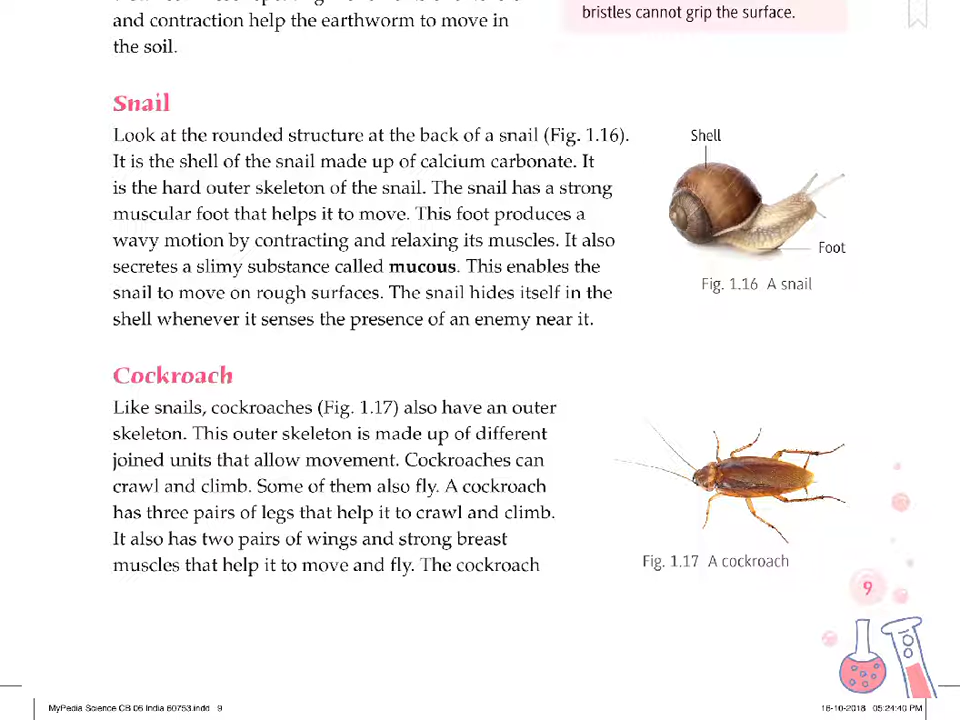 and contraction help the earthworm to move in
the soil.
bristles cannot grip the surface.
Snail
Look at the rounded structure at the back of a snail (Fig. 1.16).
It is the shell of the snail made up of calcium carbonate. It
is the hard outer skeleton of the snail. The snail has a strong
muscular foot that helps it to move. This foot produces a
wavy motion by contracting and relaxing its muscles. It also
secretes a slimy substance called mucous. This enables the
snail to move on rough surfaces. The snail hides itself in the
shell whenever it senses the presence of an enemy near it.
Shell
Foot
Fig. 1.16 A snail
Cockroach
Like snails, cockroaches (Fig. 1.17) also have an outer
skeleton. This outer skeleton is made up of different
joined units that allow movement. Cockroaches can
crawl and climb. Some of them also fly. A cockroach
has three pairs of legs that help it to crawl and climb.
It also has two pairs of wings and strong breast
muscles that help it to move and fly. The cockroach
Fig. 1.17 A cockroach
9
MyPedia Science CB 06 India 60753.indd 9
16-10-2018 05:24:40 PM